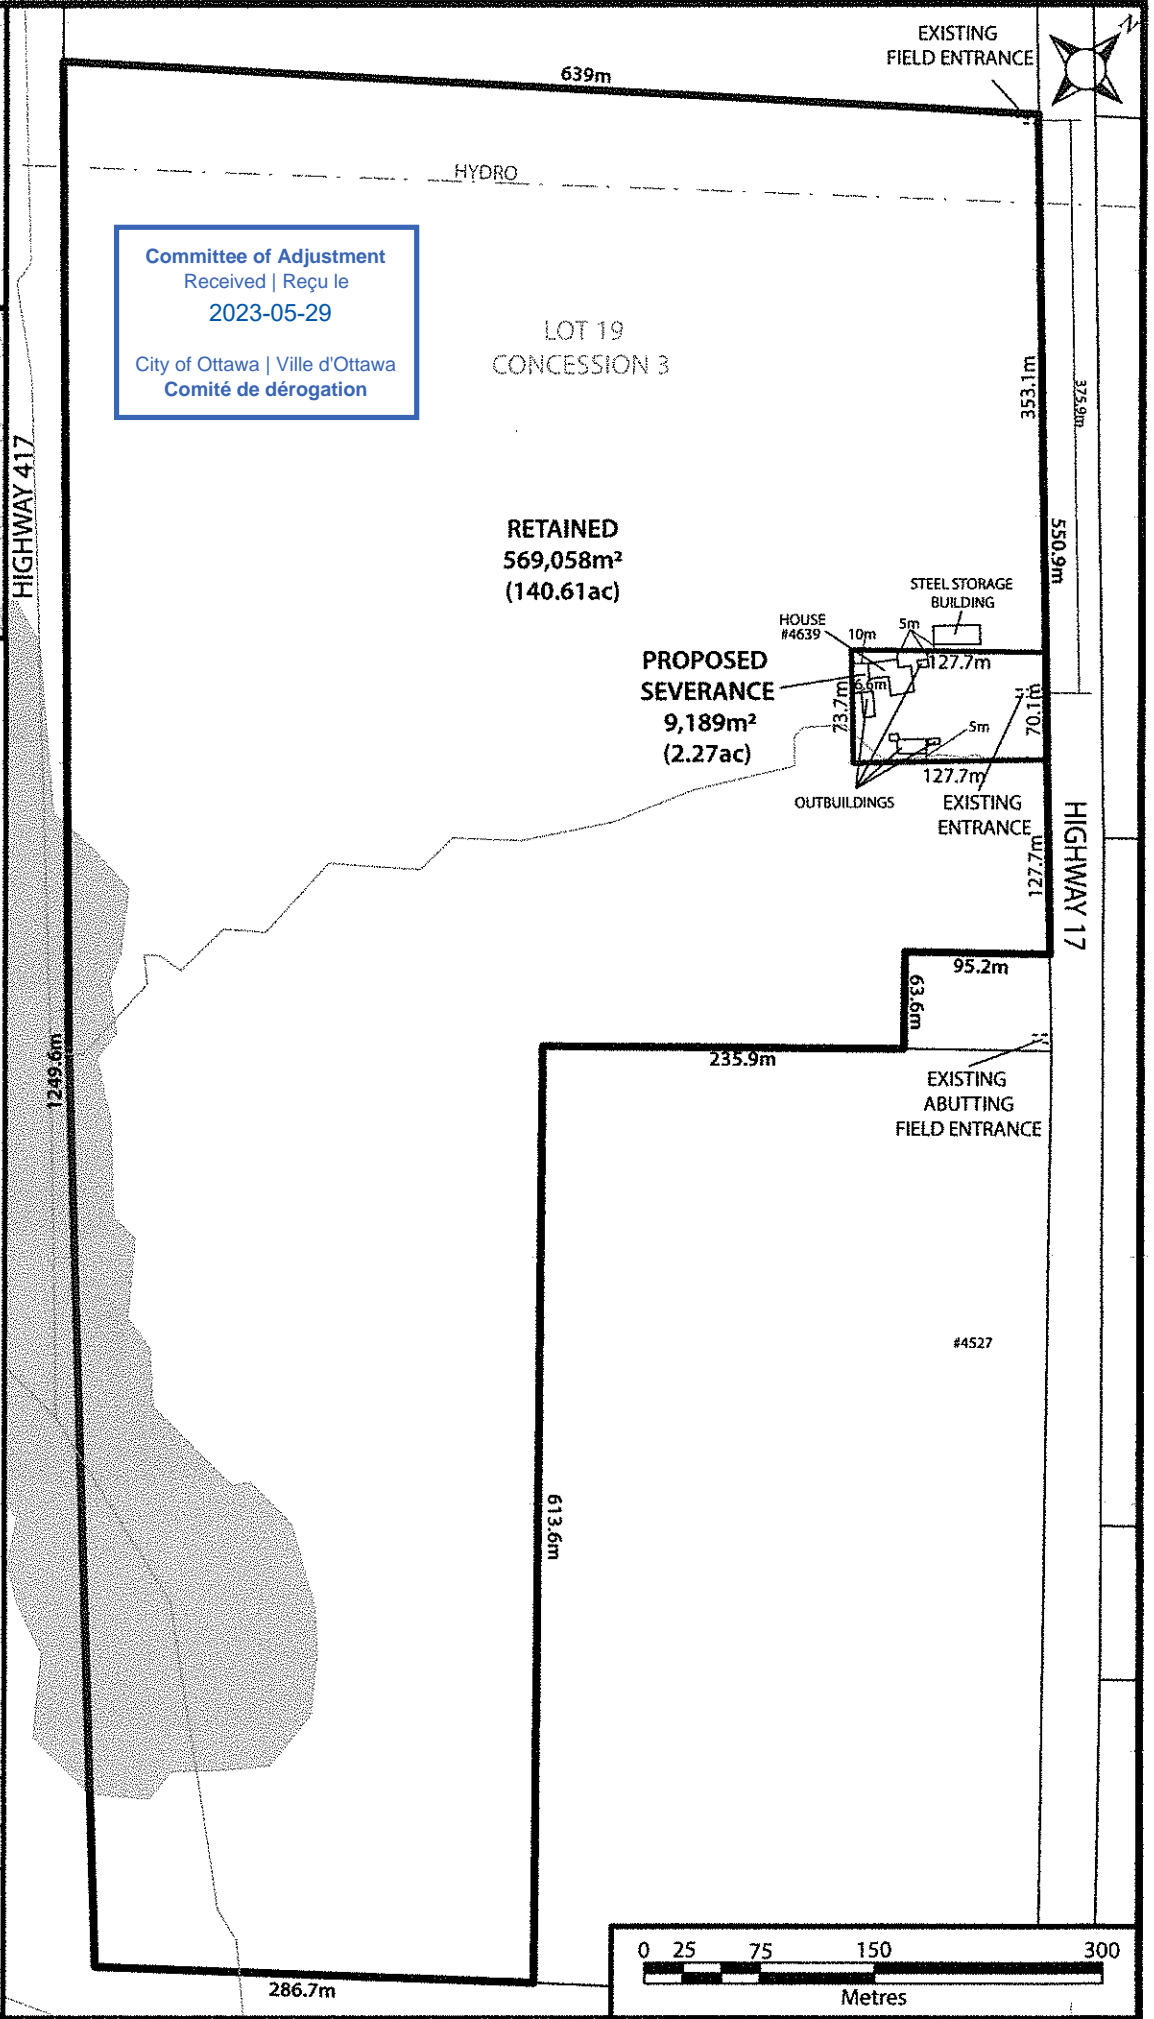 EXISTING
FIELD ENTRANCE
N
639m
HYDRO
Committee of Adjustment
Received | Reçu le
2023-05-29
City of Ottawa | Ville d'Ottawa
Comité de dérogation
LOT 19
CONCESSION 3
353.1m
375.9m
HIGHWAY 417
RETAINED
569,058m²
(140.61ac)
550.9m
STEEL STORAGE
BUILDING
HOUSE
#4639
10m
5m
127.7m
PROPOSED
SEVERANCE
9,189m²
(2.27ac)
6.6m
73.7m
70.1m
5m
127.7m
OUTBUILDINGS
EXISTING
ENTRANCE
127.7m
HIGHWAY 17
95.2m
63.6m
235.9m
1249.6m
EXISTING
ABUTTING
FIELD ENTRANCE
#4527
613.6m
286.7m
0 25 75 150 300
Metres